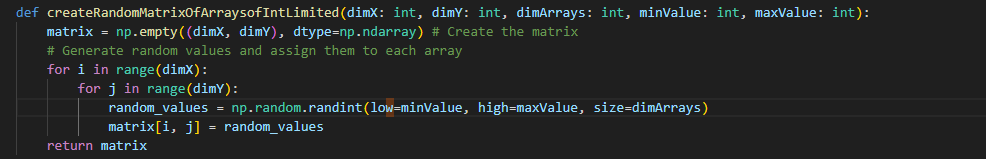 def createRandomMatrixOfArraysofIntLimited(dimX: int, dimY: int, dimArrays: int, minValue: int, maxValue: int):
    matrix = np.empty((dimX, dimY), dtype=np.ndarray) # Create the matrix
    # Generate random values and assign them to each array
    for i in range(dimX):
        for j in range(dimY):
            random_values = np.random.randint(low=minValue, high=maxValue, size=dimArrays)
            matrix[i, j] = random_values
    return matrix